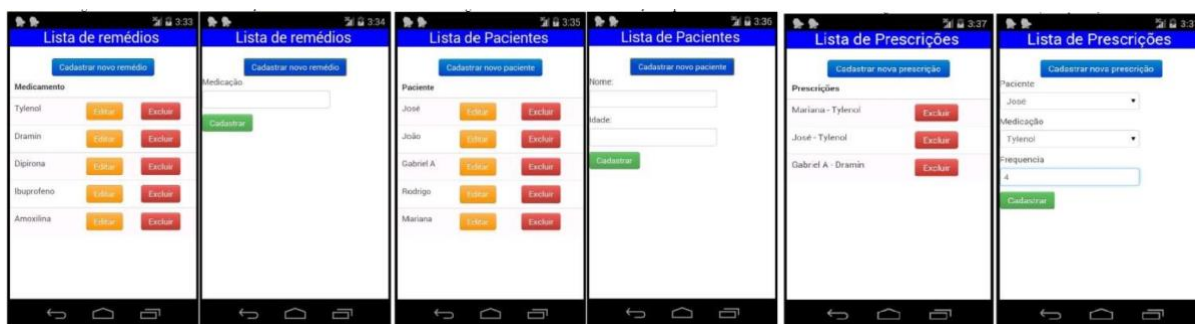 3:33
Lista de remédios
Cadastrar novo remédio
Medicamento
Tylenol Editar Excluir
Dramin Editar Excluir
Dipirona Editar Excluir
Ibuprofeno Editar Excluir
Amoxilina Editar Excluir
3:34
Lista de remédios
Cadastrar novo remédio
Medicação
Cadastrar
3:35
Lista de Pacientes
Cadastrar novo paciente
Paciente
José Editar Excluir
João Editar Excluir
Gabriel A Editar Excluir
Rodrigo Editar Excluir
Mariana Editar Excluir
3:36
Lista de Pacientes
Cadastrar novo paciente
Nome:
Idade:
Cadastrar
3:37
Lista de Prescrições
Cadastrar nova prescrição
Prescrições
Mariana - Tylenol Excluir
José - Tylenol Excluir
Gabriel A - Dramin Excluir
Lista de Prescrições
Cadastrar nova prescrição
Paciente
José
Medicação
Tylenol
Frequencia
4
Cadastrar